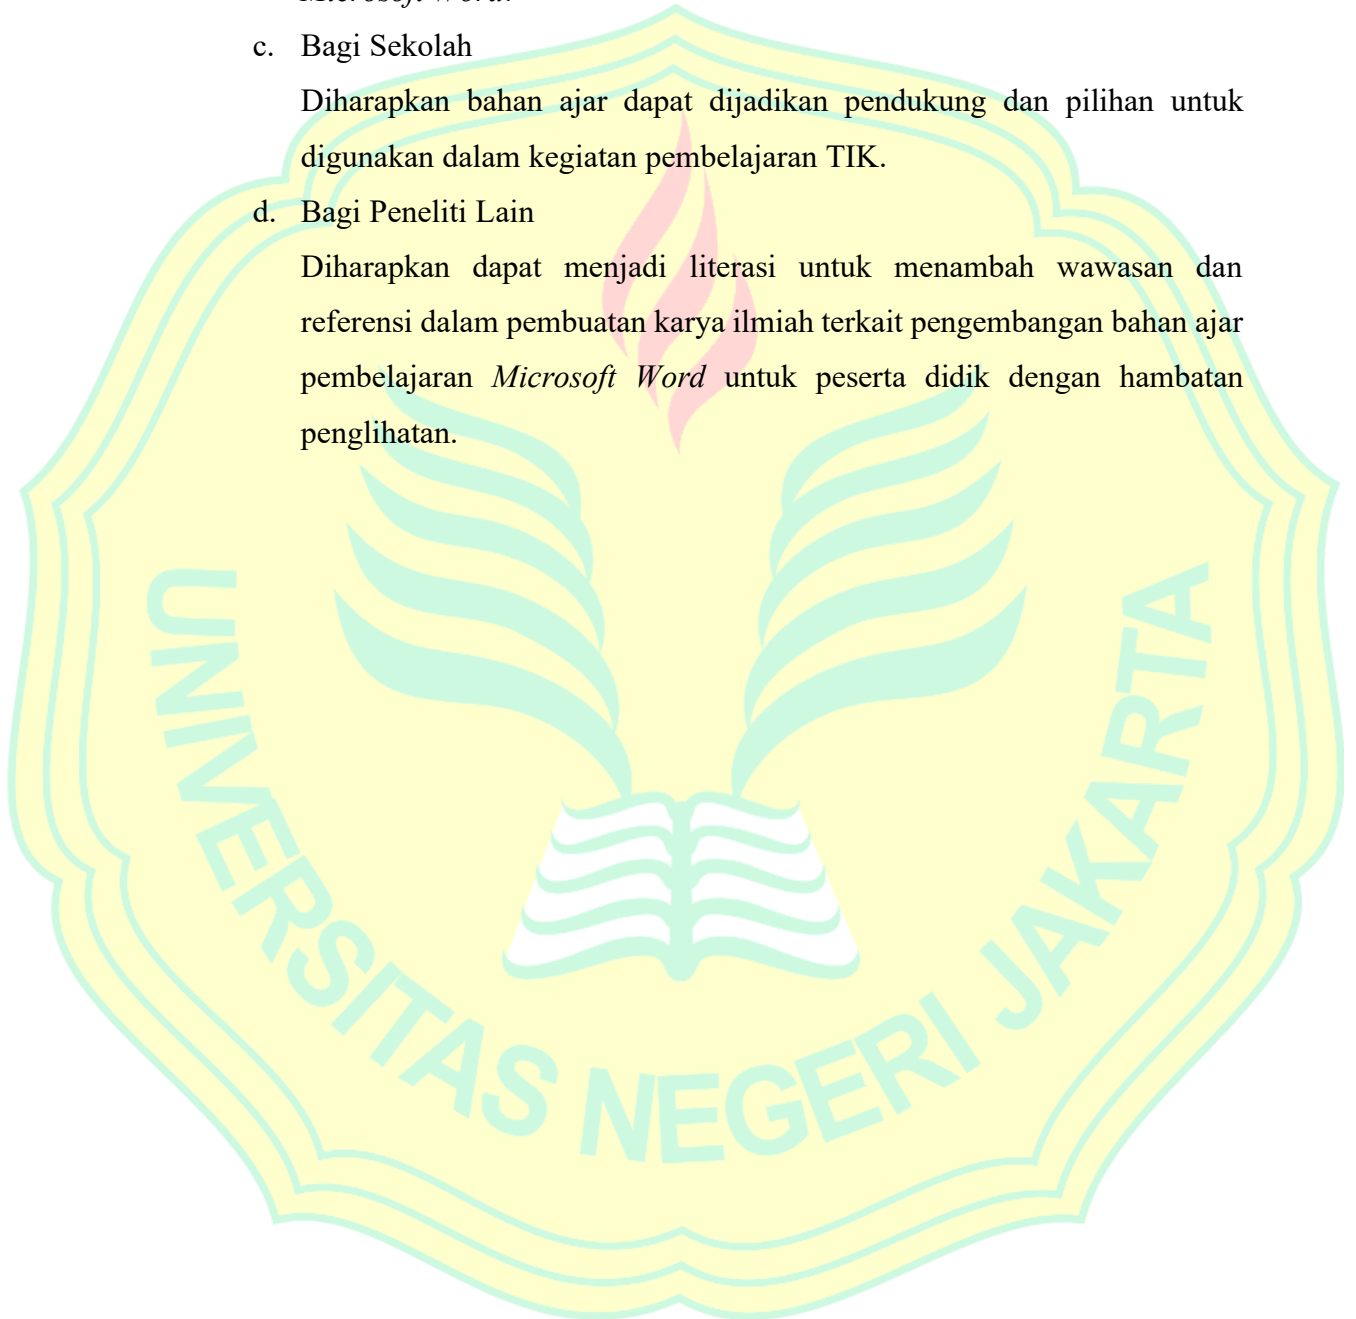 Microsoft Word.
c. Bagi Sekolah
Diharapkan bahan ajar dapat dijadikan pendukung dan pilihan untuk
digunakan dalam kegiatan pembelajaran TIK.
d. Bagi Peneliti Lain
Diharapkan dapat menjadi literasi untuk menambah wawasan dan
referensi dalam pembuatan karya ilmiah terkait pengembangan bahan ajar
pembelajaran Microsoft Word untuk peserta didik dengan hambatan
penglihatan.
UNIVERSITAS NEGERI JAKARTA